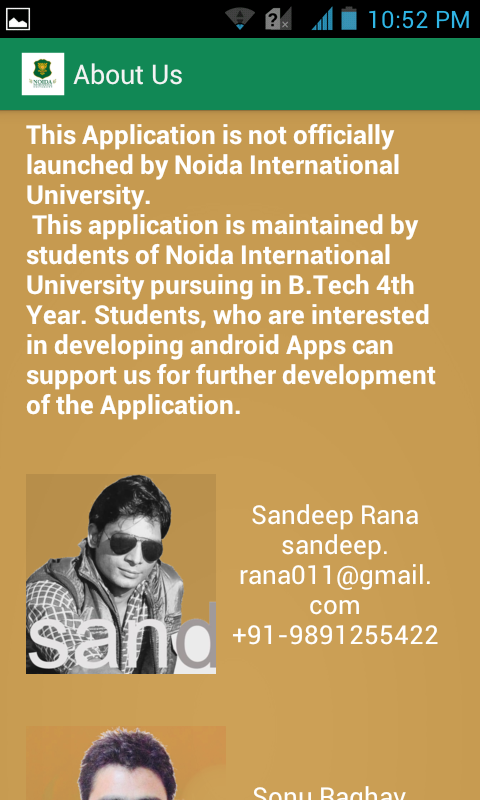 10:52 PM
NOIDA
About Us
This Application is not officially
launched by Noida International
University.
This application is maintained by
students of Noida International
University pursuing in B.Tech 4th
Year. Students, who are interested
in developing android Apps can
support us for further development
of the Application.
Sandeep Rana
sandeep.
rana011@gmail.
com
+91-9891255422
sand
Sonu Raghav